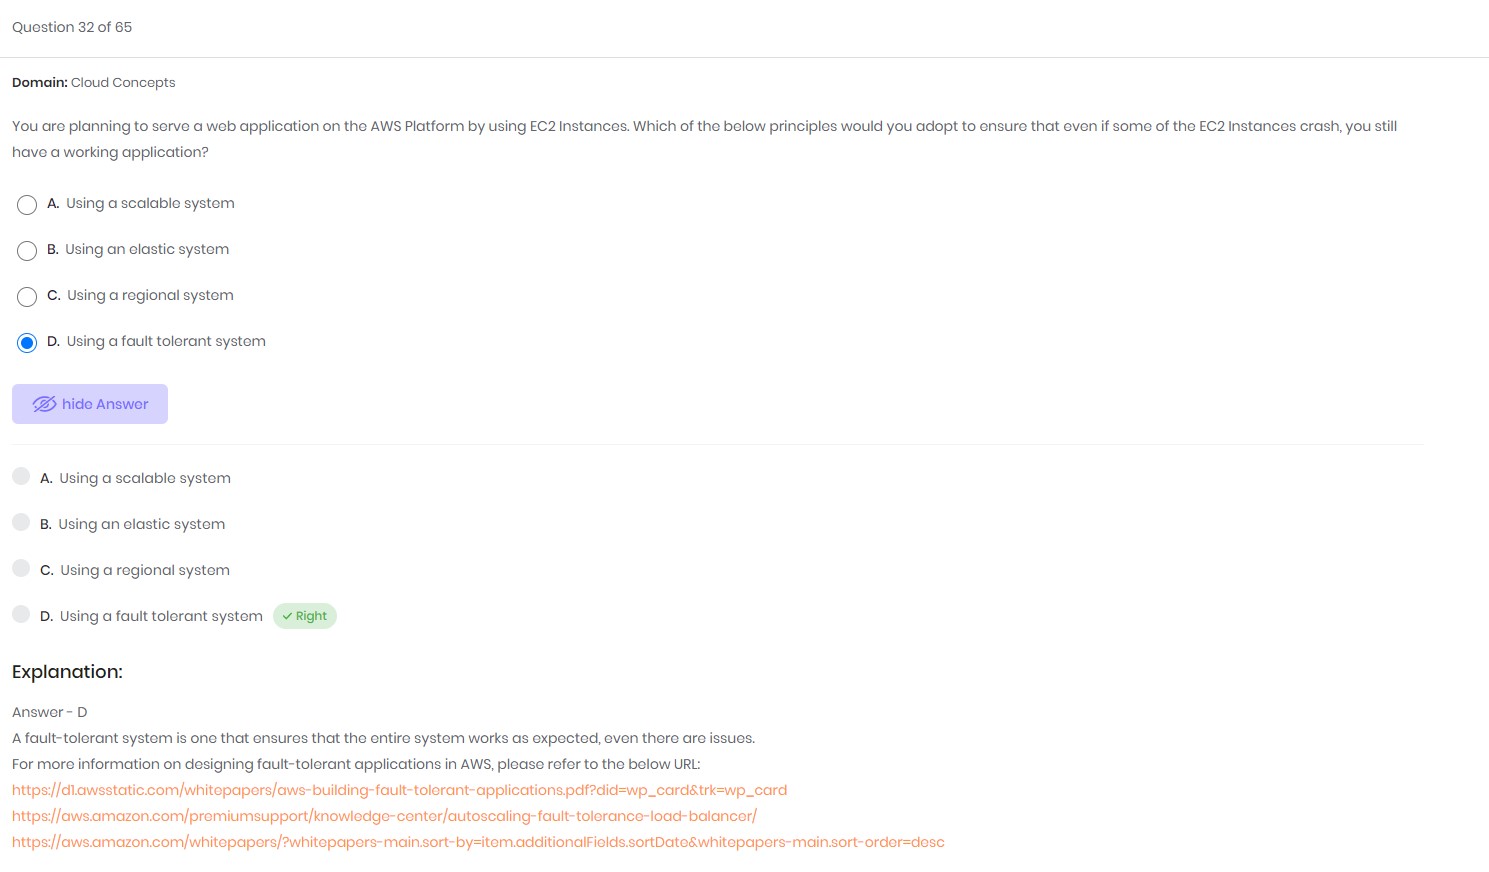 Question 32 of 65
Domain: Cloud Concepts
You are planning to serve a web application on the AWS Platform by using EC2 Instances. Which of the below principles would you adopt to ensure that even if some of the EC2 Instances crash, you still
have a working application?
A. Using a scalable system
B. Using an elastic system
C. Using a regional system
D. Using a fault tolerant system
hide Answer
A. Using a scalable system
B. Using an elastic system
C. Using a regional system
D. Using a fault tolerant system Right
Explanation:
Answer - D
A fault-tolerant system is one that ensures that the entire system works as expected, even there are issues.
For more information on designing fault-tolerant applications in AWS, please refer to the below URL:
https://d1.awsstatic.com/whitepapers/aws-building-fault-tolerant-applications.pdf?did=wp_card&trk=wp_card
https://aws.amazon.com/premiumsupport/knowledge-center/autoscaling-fault-tolerance-load-balancer/
https://aws.amazon.com/whitepapers/?whitepapers-main.sort-by=item.additionalFields.sortDate&whitepapers-main.sort-order=desc